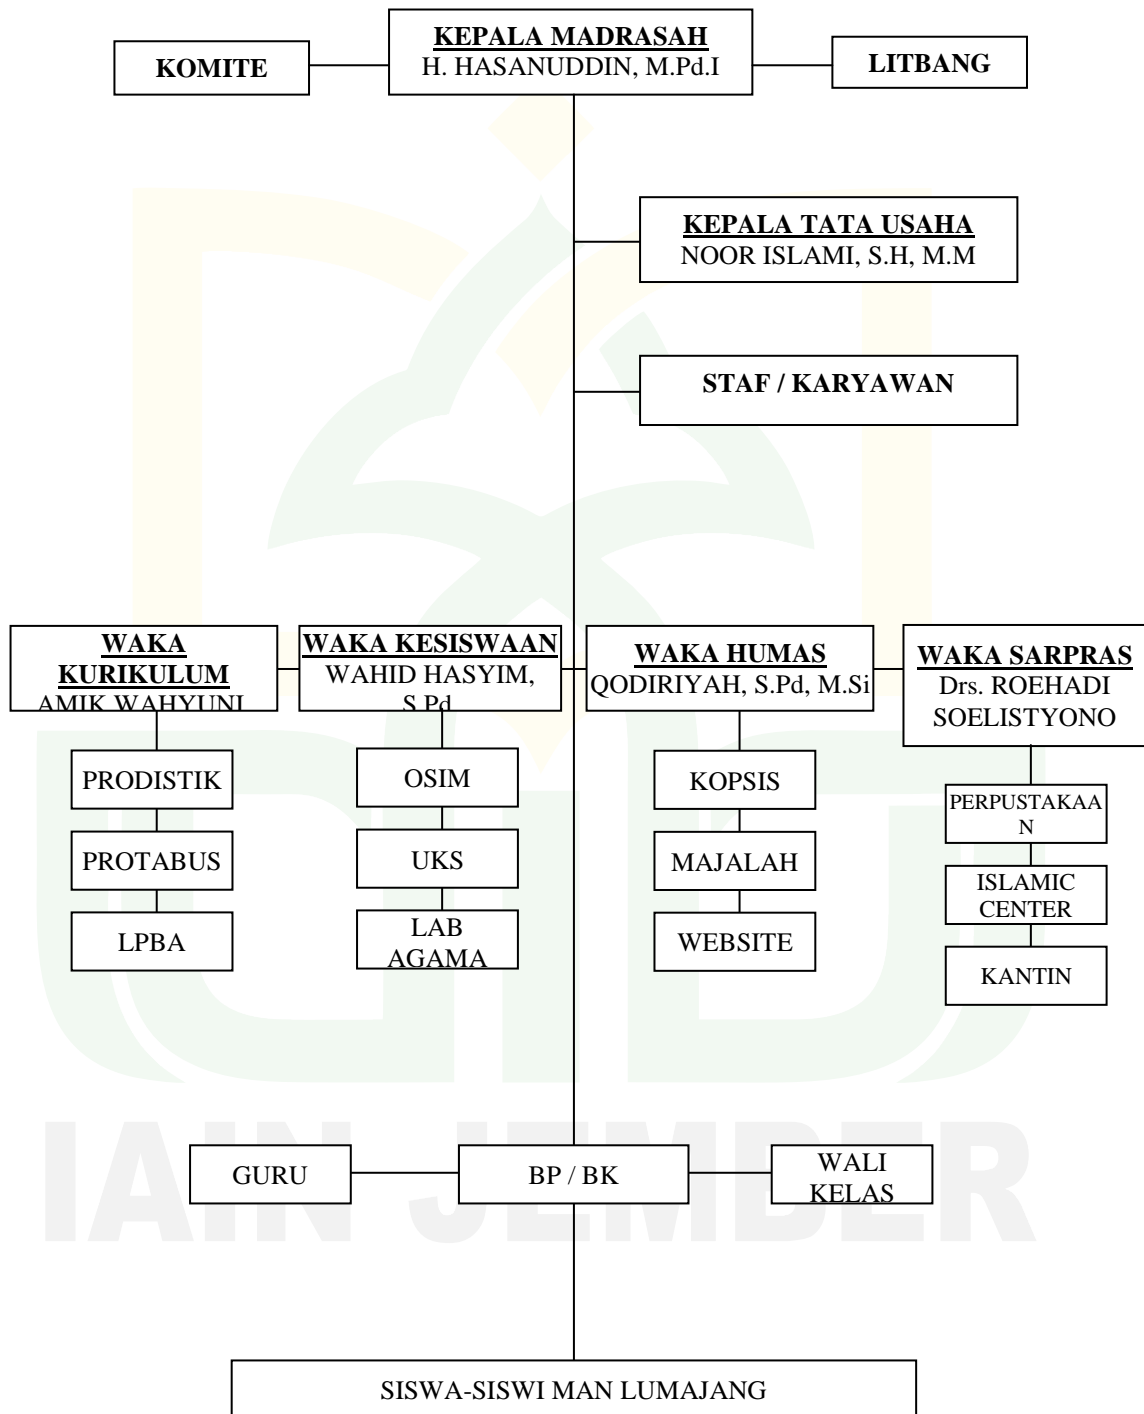 KEPALA MADRASAH
H. HASANUDDIN, M.Pd.I
KOMITE
LITBANG
KEPALA TATA USAHA
NOOR ISLAMI, S.H, M.M
STAF / KARYAWAN
WAKA
KURIKULUM
AMIK WAHYUNI
WAKA KESISWAAN
WAHID HASYIM,
S.Pd
WAKA HUMAS
QODIRIYAH, S.Pd, M.Si
WAKA SARPRAS
Drs. ROEHADI
SOELISTYONO
PRODISTIK
OSIM
KOPSIS
PERPUSTAKAA
N
PROTABUS
UKS
MAJALAH
ISLAMIC
CENTER
LPBA
LAB
AGAMA
WEBSITE
KANTIN
GURU
BP / BK
WALI
KELAS
IAIN JEMBER
SISWA-SISWI MAN LUMAJANG